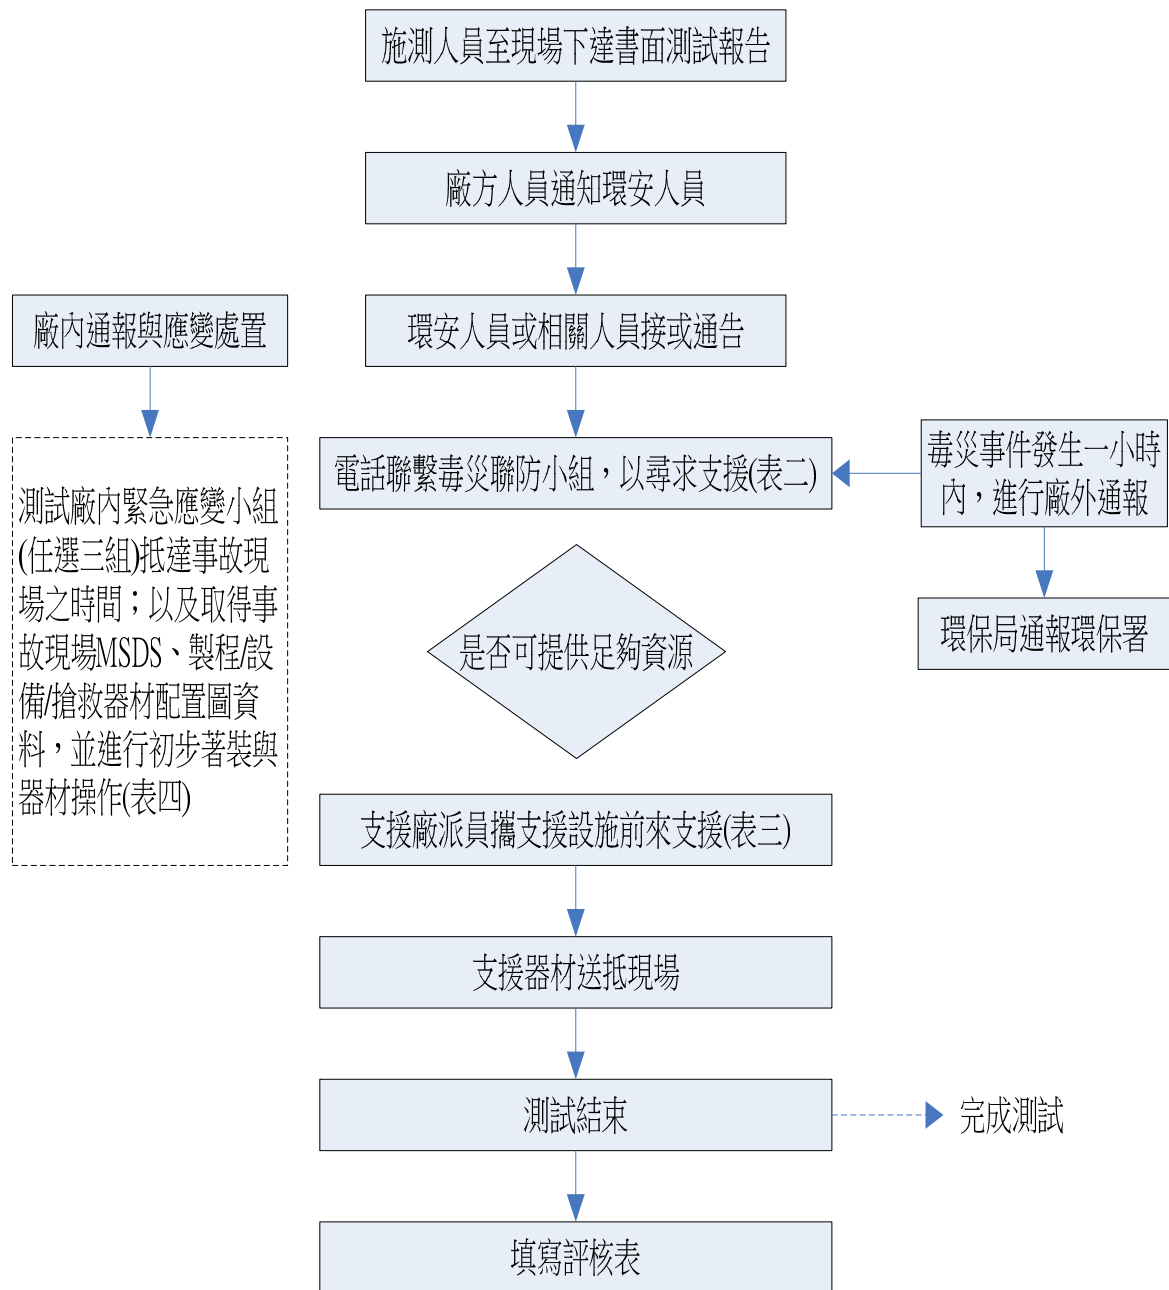 施測人員至現場下達書面測試報告
廠方人員通知環安人員
廠內通報與應變處置
環安人員或相關人員接或通告
測試廠內緊急應變小組
(任選三組)抵達事故現
場之時間；以及取得事
故現場MSDS、製程/設
備/搶救器材配置圖資
料，並進行初步著裝與
器材操作(表四)
電話聯繫毒災聯防小組，以尋求支援(表二)
毒災事件發生一小時
內，進行廠外通報
環保局通報環保署
是否可提供足夠資源
支援廠派員攜支援設施前來支援(表三)
支援器材送抵現場
測試結束
完成測試
填寫評核表